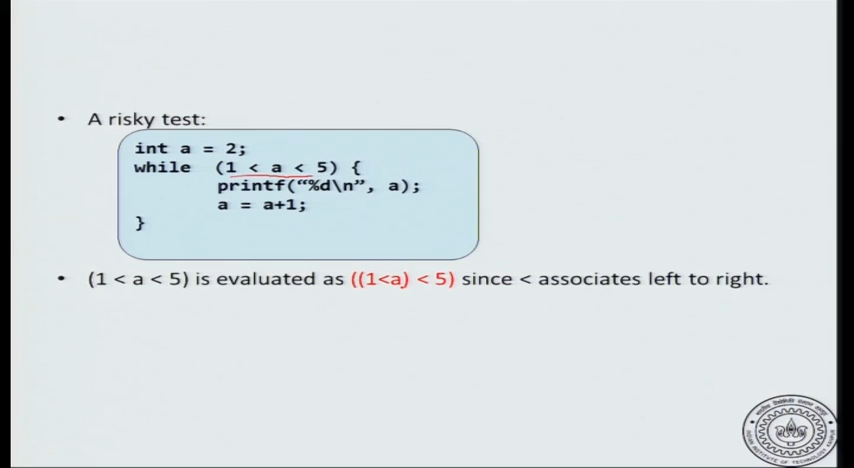 • A risky test:
int a = 2;
while (1 < a < 5) {
printf(“%d\n”, a);
a = a+1;
}
• (1 < a < 5) is evaluated as ((1<a) < 5) since < associates left to right.